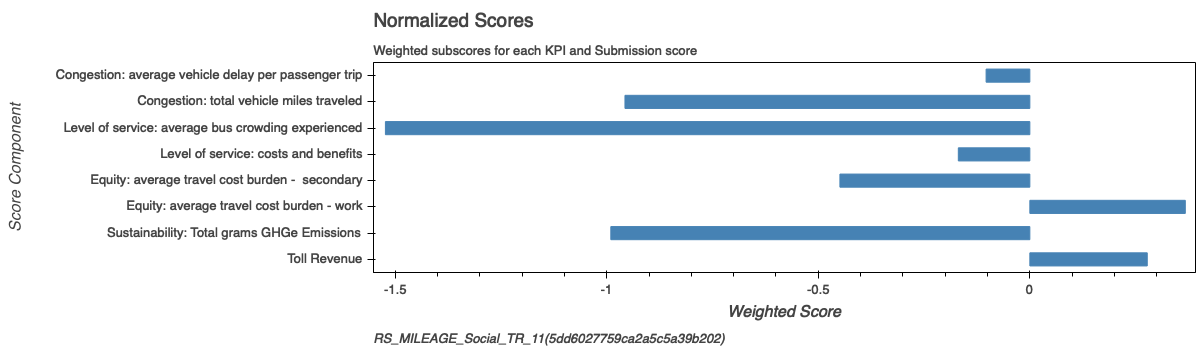 Normalized Scores
Weighted subscores for each KPI and Submission score
Score Component
Congestion: average vehicle delay per passenger trip
Congestion: total vehicle miles traveled
Level of service: average bus crowding experienced
Level of service: costs and benefits
Equity: average travel cost burden -  secondary
Equity: average travel cost burden - work
Sustainability: Total grams GHGe Emissions
Toll Revenue
-1.5 -1 -0.5 0
Weighted Score
RS_MILEAGE_Social_TR_11(5dd6027759ca2a5c5a39b202)